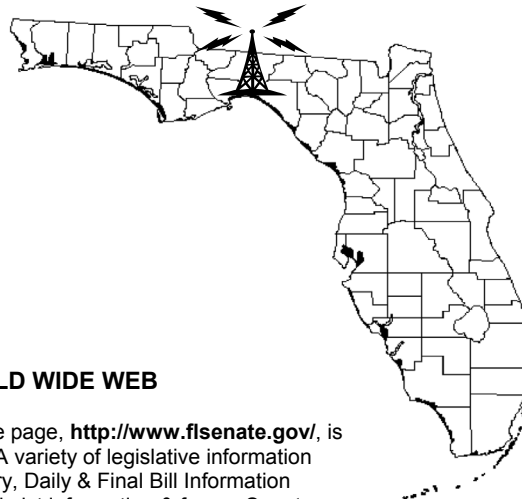 LD WIDE WEB
e page, http://www.flsenate.gov/, is
A variety of legislative information
ry, Daily & Final Bill Information